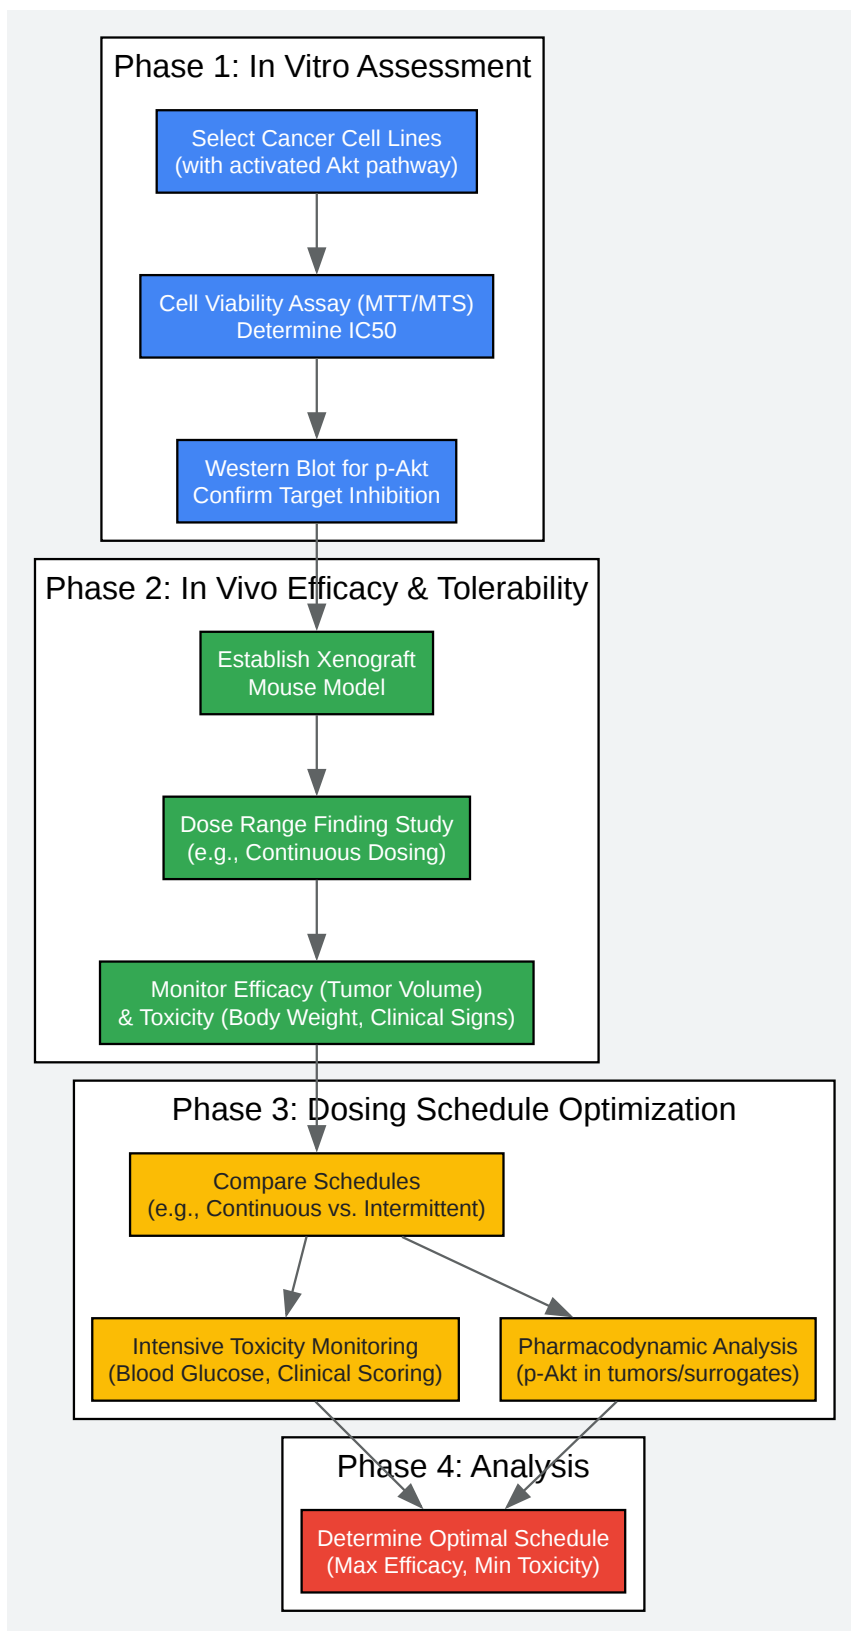 Phase 1: In Vitro Assessment
Select Cancer Cell Lines
(with activated Akt pathway)
Cell Viability Assay (MTT/MTS)
Determine IC50
Western Blot for p-Akt
Confirm Target Inhibition
Phase 2: In Vivo Efficacy & Tolerability
Establish Xenograft
Mouse Model
Dose Range Finding Study
(e.g., Continuous Dosing)
Monitor Efficacy (Tumor Volume)
& Toxicity (Body Weight, Clinical Signs)
Phase 3: Dosing Schedule Optimization
Compare Schedules
(e.g., Continuous vs. Intermittent)
Intensive Toxicity Monitoring
(Blood Glucose, Clinical Scoring)
Pharmacodynamic Analysis
(p-Akt in tumors/surrogates)
Phase 4: Analysis
Determine Optimal Schedule
(Max Efficacy, Min Toxicity)